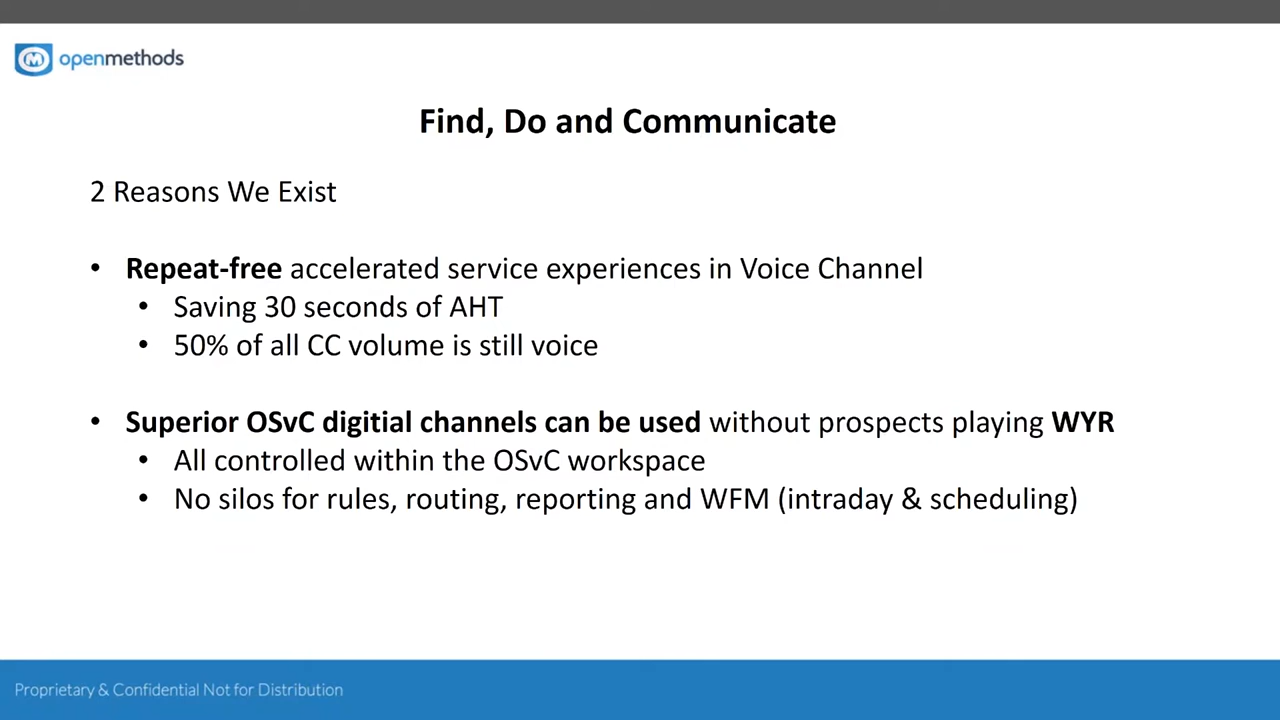 openmethods
Find, Do and Communicate
2 Reasons We Exist
• Repeat-free accelerated service experiences in Voice Channel
• Saving 30 seconds of AHT
• 50% of all CC volume is still voice
• Superior OSvC digitial channels can be used without prospects playing WYR
• All controlled within the OSvC workspace
• No silos for rules, routing, reporting and WFM (intraday & scheduling)
Proprietary & Confidential Not for Distribution